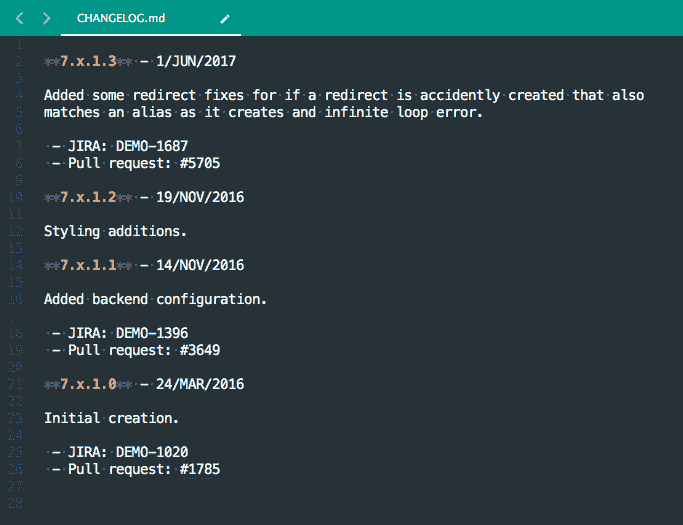 CHANGELOG.md
1
2 **7.x.1.3** - 1/JUN/2017
3
4 Added some redirect fixes for if a redirect is accidently created that also
5 matches an alias as it creates and infinite loop error.
6
7 - JIRA: DEMO-1687
8 - Pull request: #5705
9
10 **7.x.1.2** - 19/NOV/2016
11
12 Styling additions.
13
14 **7.x.1.1** - 14/NOV/2016
15
16 Added backend configuration.
.
18 - JIRA: DEMO-1396
19 - Pull request: #3649
20
21 **7.x.1.0** - 24/MAR/2016
22
23 Initial creation.
24
25 - JIRA: DEMO-1020
26 - Pull request: #1785
27
28